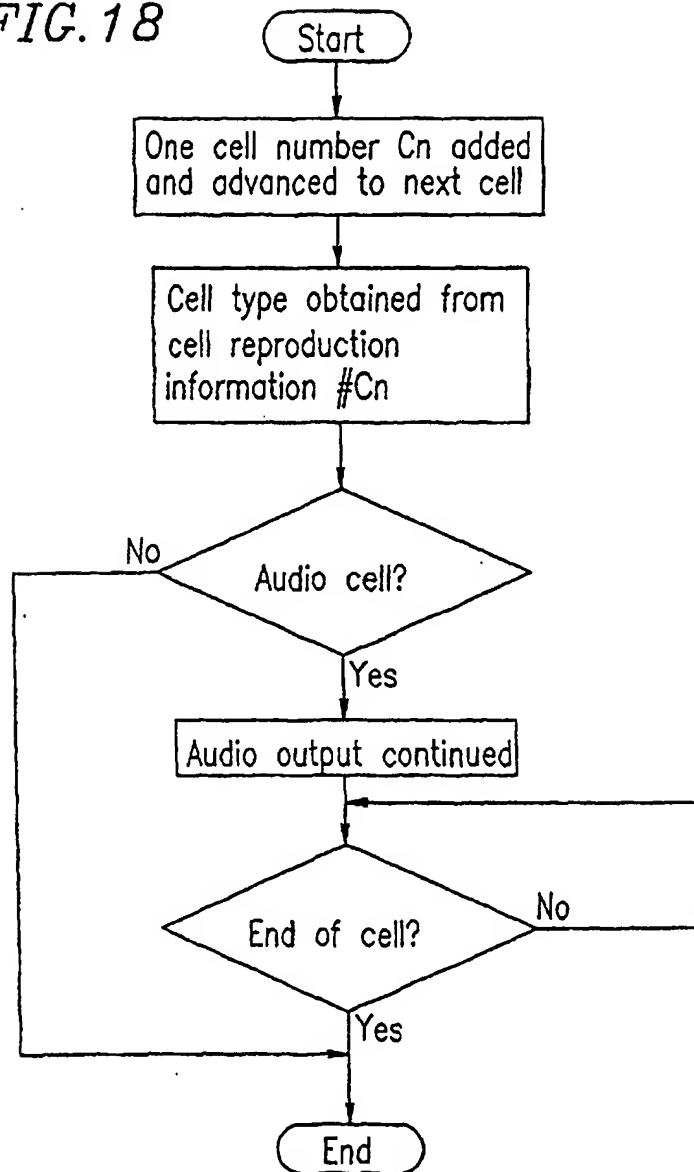 FIG. 18
Start
One cell number Cn added
and advanced to next cell
Cell type obtained from
cell reproduction
information #Cn
No
Audio cell?
Yes
Audio output continued
End of cell?
No
Yes
End